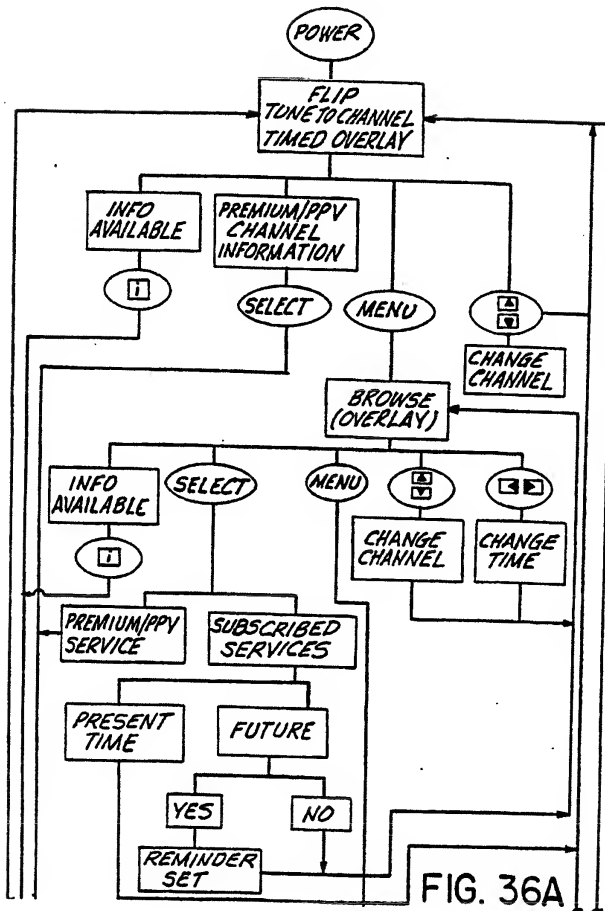 POWER
FLIP
TUNE TO CHANNEL
TIMED OVERLAY
INFO
AVAILABLE
PREMIUM/PPV
CHANNEL
INFORMATION
i
SELECT
MENU
▲
▼
CHANGE
CHANNEL
BROWSE
(OVERLAY)
INFO
AVAILABLE
SELECT
MENU
▲
▼
◀ ▶
i
CHANGE
CHANNEL
CHANGE
TIME
PREMIUM/PPV
SERVICE
SUBSCRIBED
SERVICES
PRESENT
TIME
FUTURE
YES
NO
REMINDER
SET
FIG. 36A